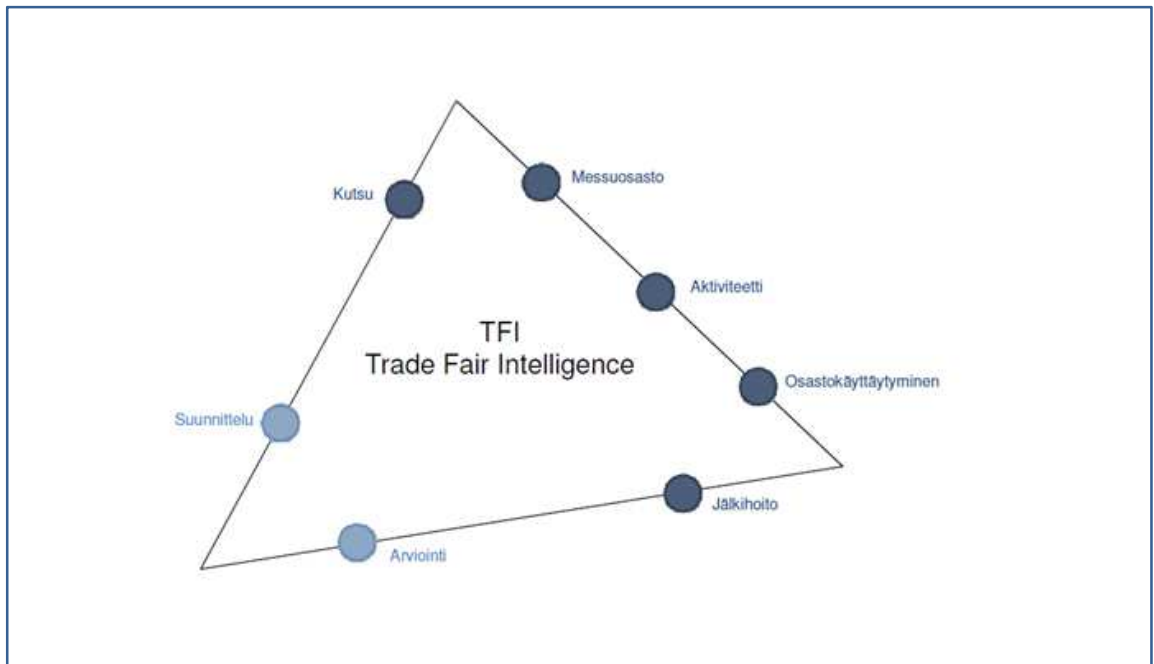 Messuosasto
Kutsu
Aktiviteetti
TFI
Trade Fair Intelligence
Osastokäyttäytyminen
Suunnittelu
Jälkihoito
Arviointi